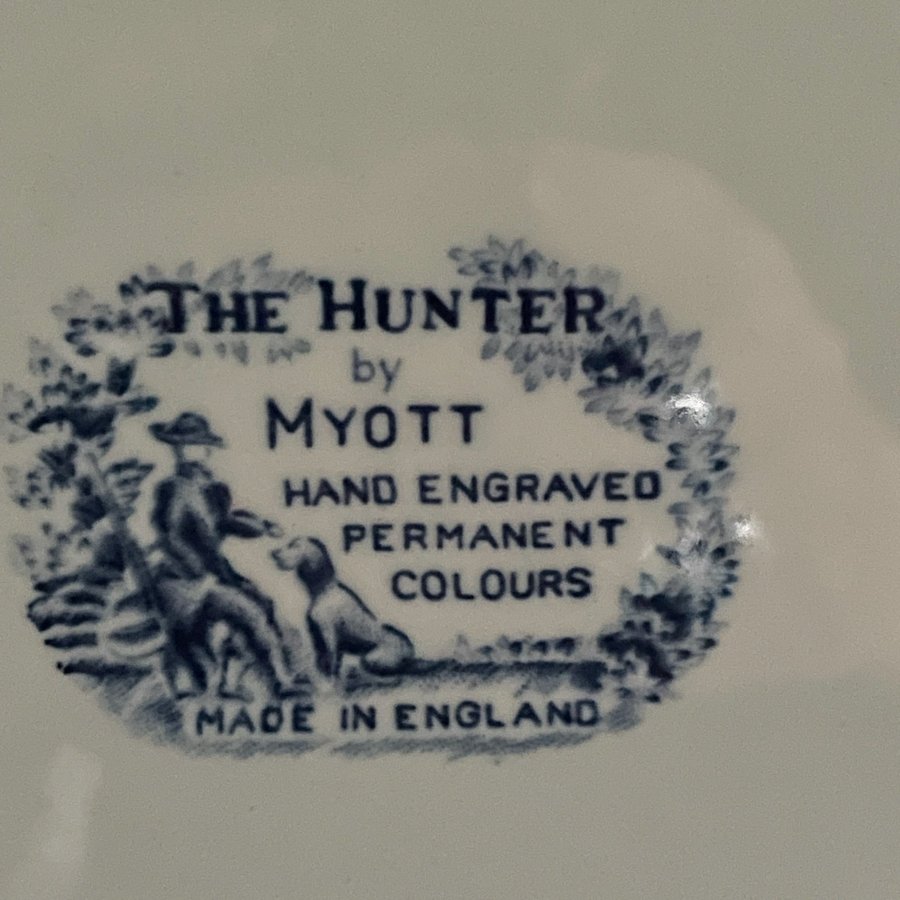 THE HUNTER
by
MYOTT
HAND ENGRAVED
PERMANENT
COLOURS
MADE IN ENGLAND